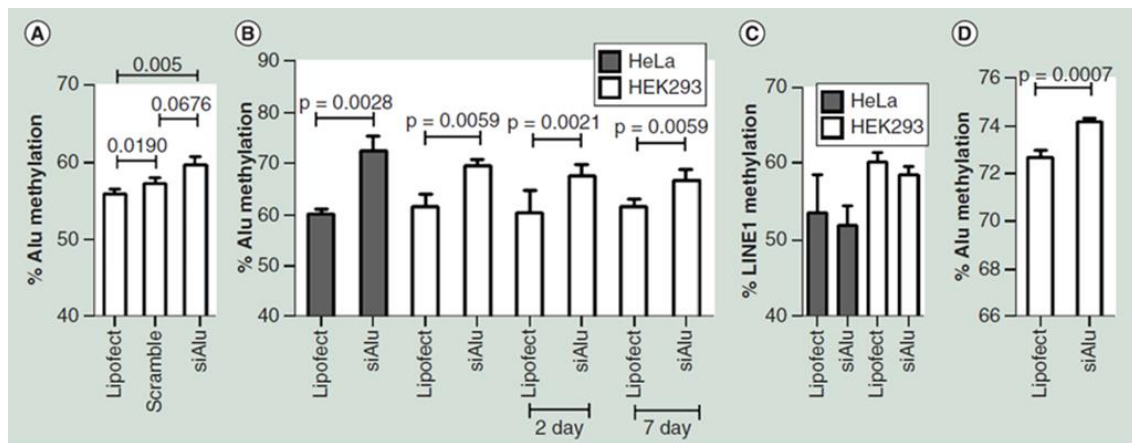 A
0.005
0.0676
0.0190
% Alu methylation
70
60
50
40
Lipofect
Scramble
siAlu
B
HeLa
HEK293
p = 0.0028
p = 0.0059
p = 0.0021
p = 0.0059
% Alu methylation
90
80
70
60
50
40
Lipofect
siAlu
Lipofect
siAlu
Lipofect
siAlu
Lipofect
siAlu
2 day
7 day
C
HeLa
HEK293
% LINE1 methylation
70
60
50
40
Lipofect
siAlu
Lipofect
siAlu
D
p = 0.0007
% Alu methylation
76
74
72
70
68
66
Lipofect
siAlu